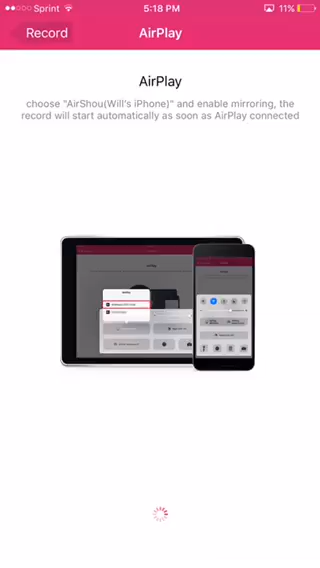 Sprint 5:18 PM 11%
Record AirPlay
AirPlay
choose "AirShou(Will's iPhone)" and enable mirroring, the
record will start automatically as soon as AirPlay connected